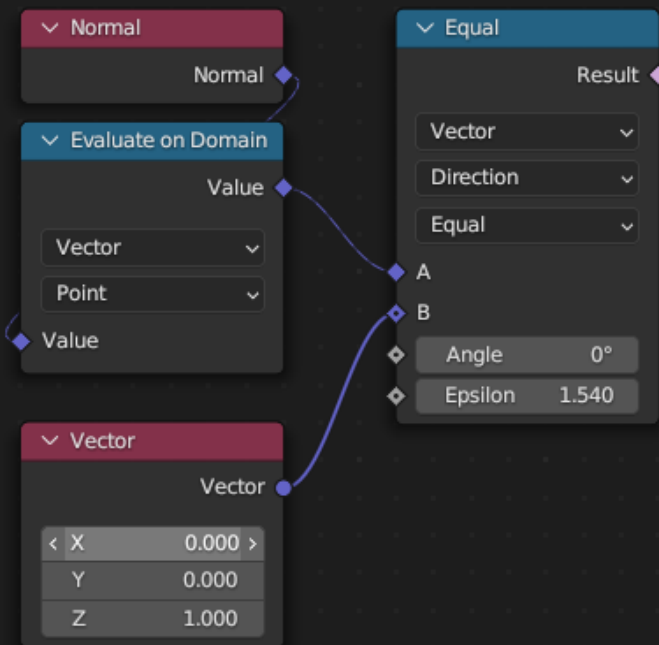 Normal
Normal
Evaluate on Domain
Value
Vector
Point
Value
Vector
Vector
X 0.000
Y 0.000
Z 1.000
Equal
Result
Vector
Direction
Equal
A
B
Angle 0°
Epsilon 1.540